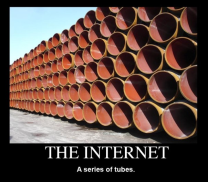 THE INTERNET
A series of tubes.